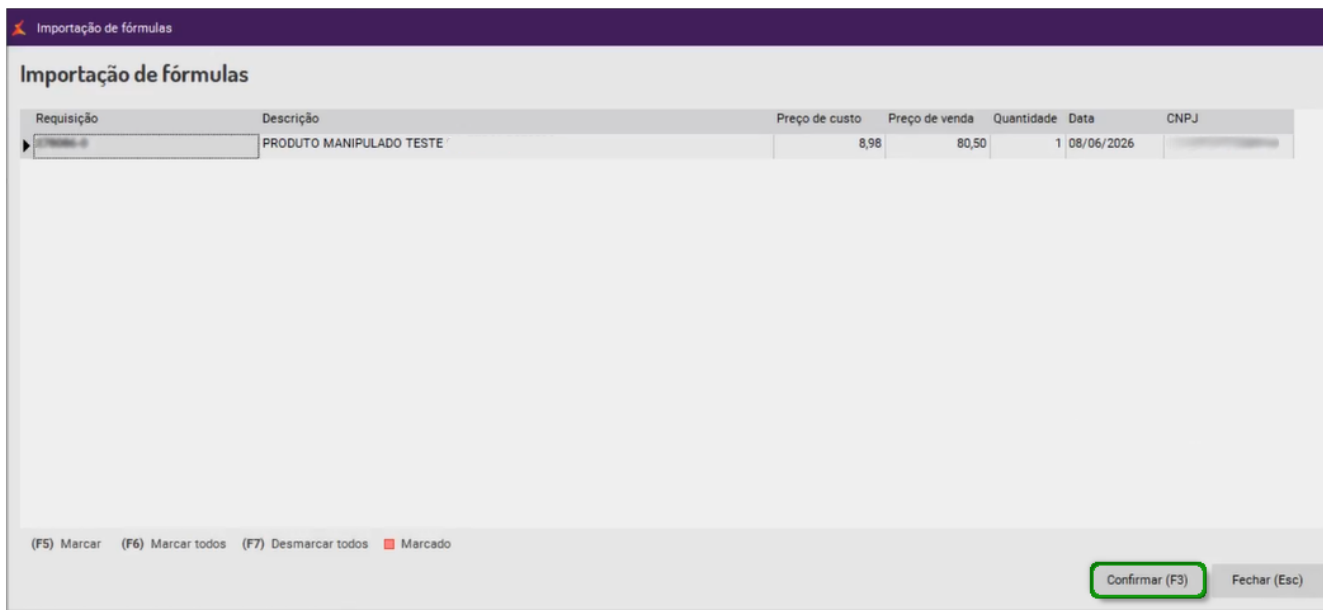 Importação de fórmulas
Importação de fórmulas
Requisição Descrição Preço de custo Preço de venda Quantidade Data CNPJ
PRODUTO MANIPULADO TESTE 8,98 80,50 1 08/06/2026
(F5) Marcar (F6) Marcar todos (F7) Desmarcar todos Marcado
Confirmar (F3) Fechar (Esc)